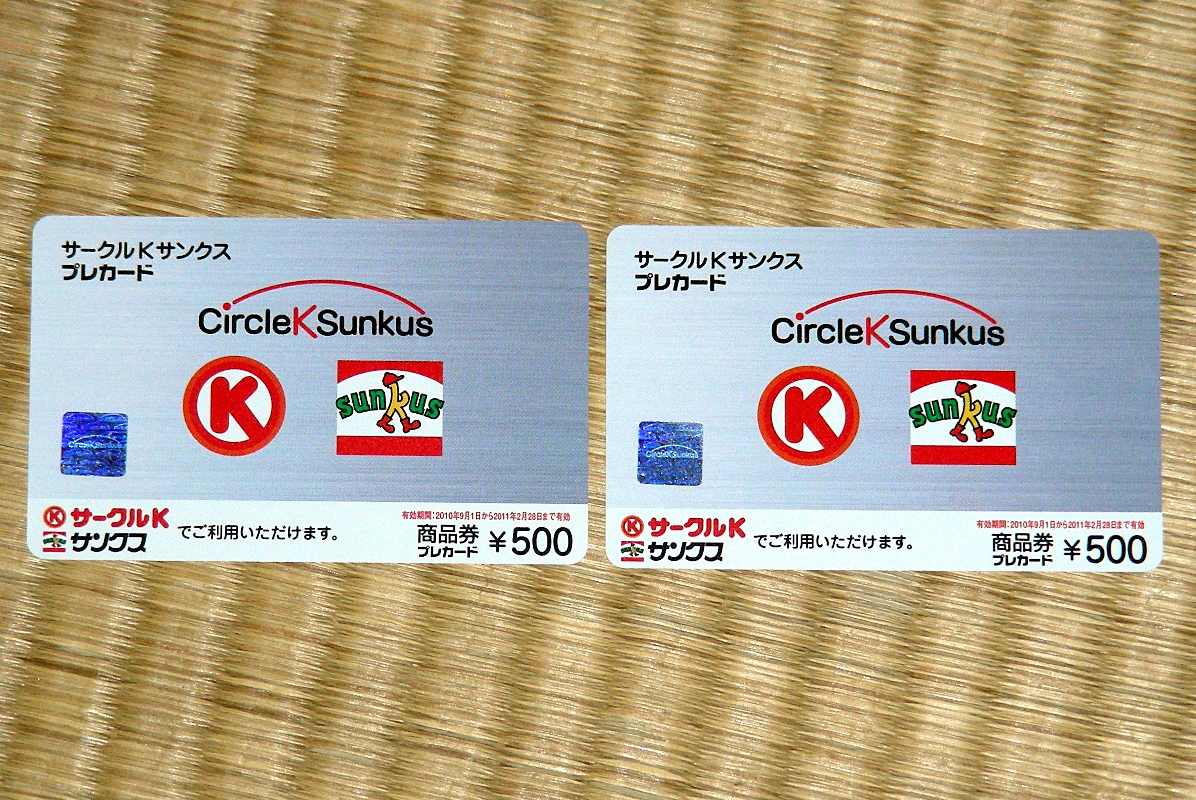 サークルKサンクス
プレカード
CircleKSunkus
K
sunkus
CircleKSunkus
K サークルK
サンクス
でご利用いただけます。
有効期間:2010年9月1日から2011年2月28日まで有効
商品券
プレカード
¥500
サークルKサンクス
プレカード
CircleKSunkus
K
sunkus
CircleKSunkus
K サークルK
サンクス
でご利用いただけます。
有効期間:2010年9月1日から2011年2月28日まで有効
商品券
プレカード
¥500